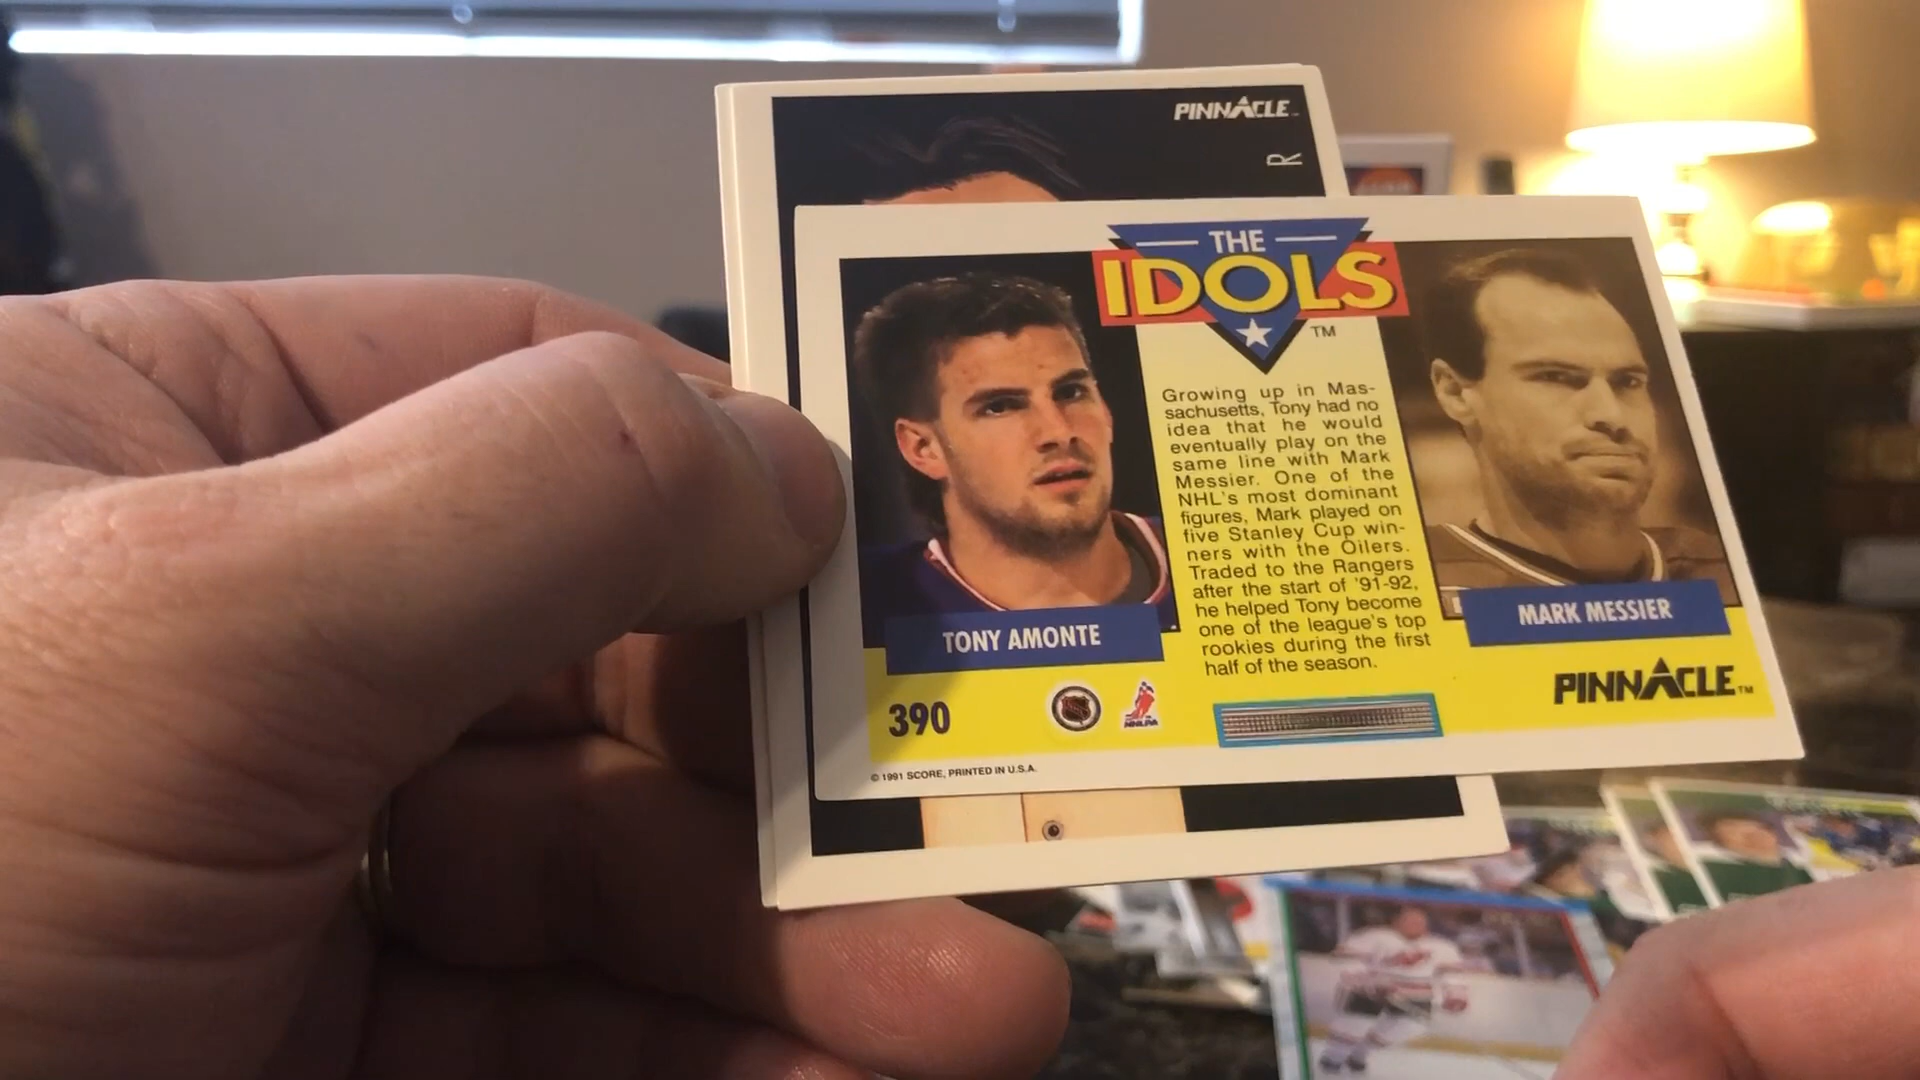 PINNACLE
R
THE
IDOLS
TM
Growing up in Mas-
sachusetts, Tony had no
idea that he would
eventually play on the
same line with Mark
Messier. One of the
NHL's most dominant
figures, Mark played on
five Stanley Cup win-
ners with the Oilers.
Traded to the Rangers
after the start of '91-92,
he helped Tony become
one of the league's top
rookies during the first
half of the season.
TONY AMONTE
MARK MESSIER
390
NHLPA
PINNACLE TM
© 1991 SCORE, PRINTED IN U.S.A.